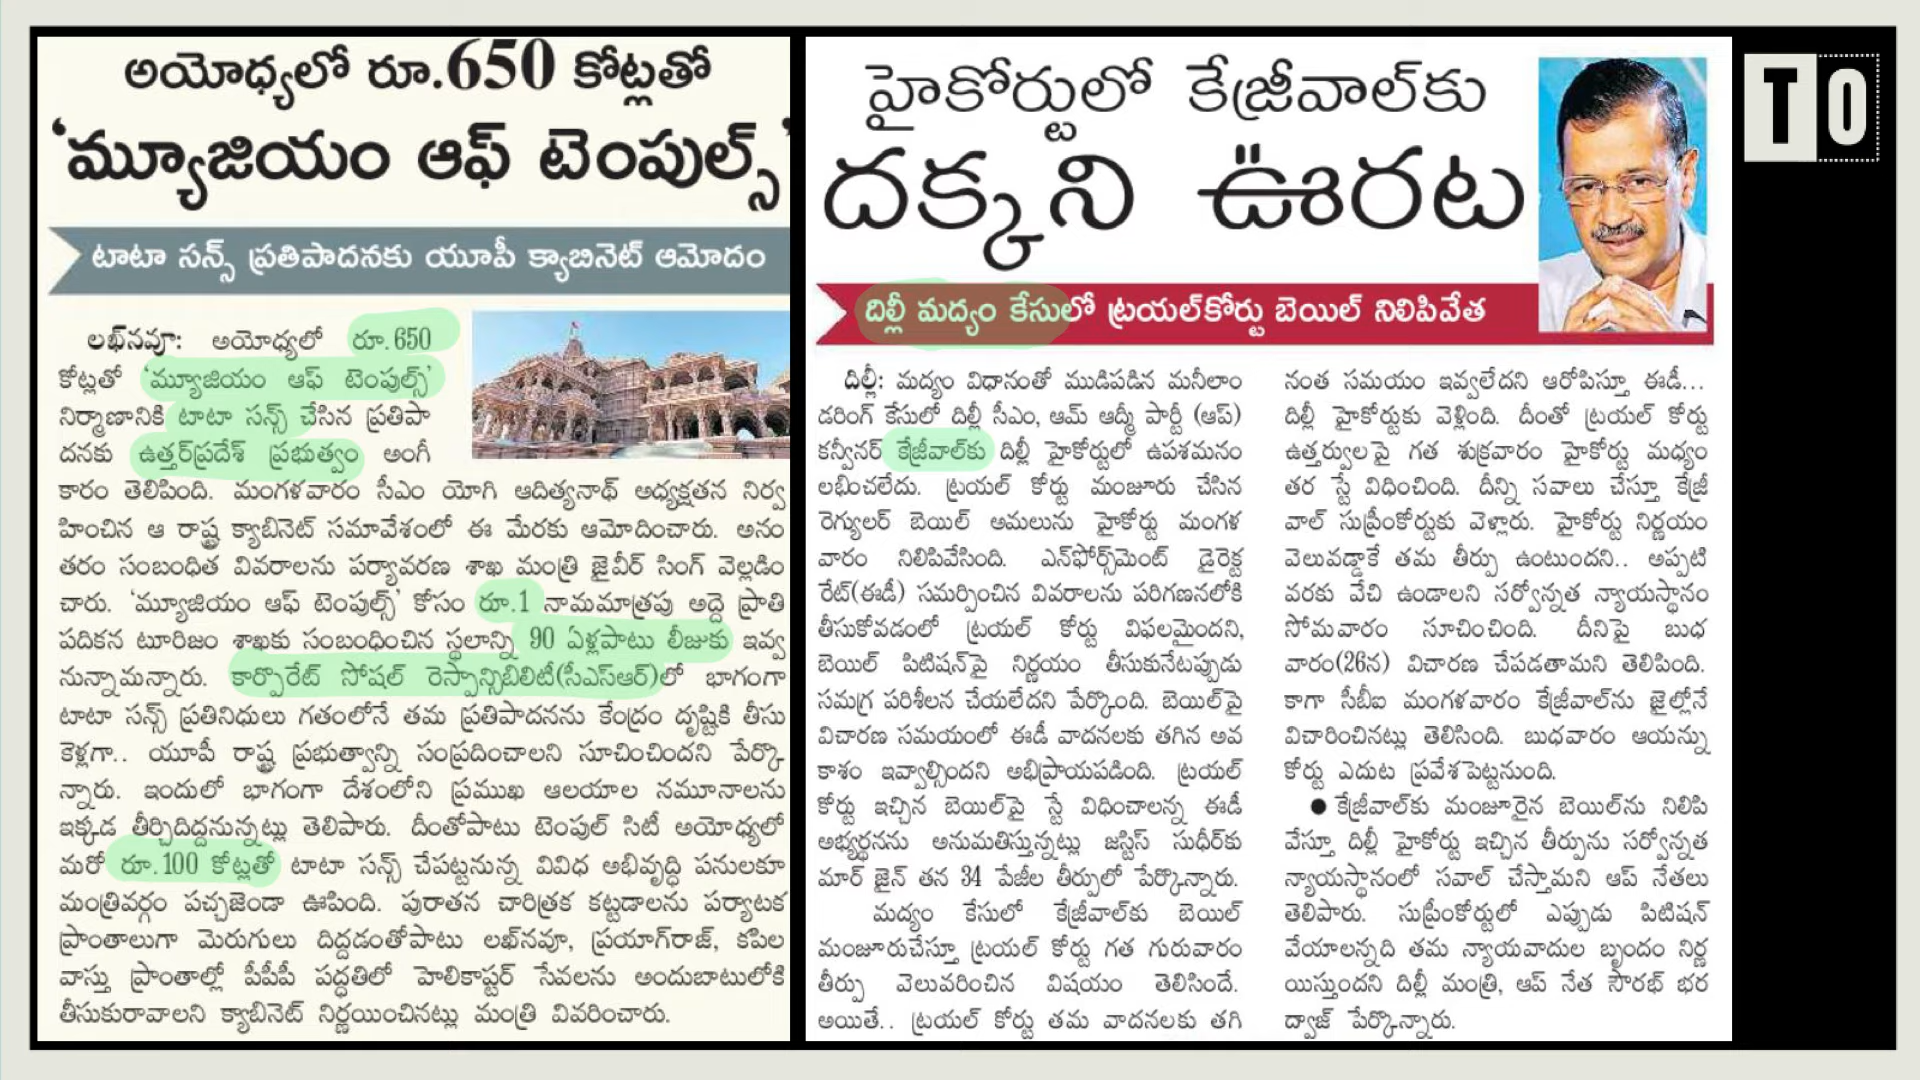 అయోధ్యలో రూ.650 కోట్లతో
‘మ్యూజియం ఆఫ్ టెంపుల్స్’
టాటా సన్స్ ప్రతిపాదనకు యూపీ క్యాబినెట్ ఆమోదం
లఖ్‌నవూ: అయోధ్యలో రూ.650
కోట్లతో ‘మ్యూజియం ఆఫ్ టెంపుల్స్’
నిర్మాణానికి టాటా సన్స్ చేసిన ప్రతిపా
దనకు ఉత్తర్‌ప్రదేశ్ ప్రభుత్వం అంగీ
కారం తెలిపింది. మంగళవారం సీఎం యోగి ఆదిత్యనాథ్ అధ్యక్షతన నిర్వ
హించిన ఆ రాష్ట్ర క్యాబినెట్ సమావేశంలో ఈ మేరకు ఆమోదించారు. అనం
తరం సంబంధిత వివరాలను పర్యావరణ శాఖ మంత్రి జైవీర్ సింగ్ వెల్లడిం
చారు. ‘మ్యూజియం ఆఫ్ టెంపుల్స్’ కోసం రూ.1 నామమాత్రపు అద్దె ప్రాతి
పదికన టూరిజం శాఖకు సంబంధించిన స్థలాన్ని 90 ఏళ్లపాటు లీజుకు ఇవ్వ
నున్నామన్నారు. కార్పొరేట్ సోషల్ రెస్పాన్సిబిలిటీ(సీఎస్ఆర్)లో భాగంగా
టాటా సన్స్ ప్రతినిధులు గతంలోనే తమ ప్రతిపాదనను కేంద్రం దృష్టికి తీసు
కెళ్లగా.. యూపీ రాష్ట్ర ప్రభుత్వాన్ని సంప్రదించాలని సూచించిందని పేర్కొ
న్నారు. ఇందులో భాగంగా దేశంలోని ప్రముఖ ఆలయాల నమూనాలను
ఇక్కడ తీర్చిదిద్దనున్నట్లు తెలిపారు. దీంతోపాటు టెంపుల్ సిటీ అయోధ్యలో
మరో రూ.100 కోట్లతో టాటా సన్స్ చేపట్టనున్న వివిధ అభివృద్ధి పనులకూ
మంత్రివర్గం పచ్చజెండా ఊపింది. పురాతన చారిత్రక కట్టడాలను పర్యాటక
ప్రాంతాలుగా మెరుగులు దిద్దడంతోపాటు లఖ్‌నవూ, ప్రయాగ్‌రాజ్, కపిల
వాస్తు ప్రాంతాల్లో పీపీపీ పద్ధతిలో హెలికాప్టర్ సేవలను అందుబాటులోకి
తీసుకురావాలని క్యాబినెట్ నిర్ణయించినట్లు మంత్రి వివరించారు.
హైకోర్టులో కేజ్రీవాల్‌కు
దక్కని ఊరట
దిల్లీ మద్యం కేసులో ట్రయల్‌కోర్టు బెయిల్ నిలిపివేత
దిల్లీ: మద్యం విధానంతో ముడిపడిన మనీలాం
డరింగ్ కేసులో దిల్లీ సీఎం, ఆమ్ ఆద్మీ పార్టీ (ఆప్)
కన్వీనర్ కేజ్రీవాల్‌కు దిల్లీ హైకోర్టులో ఉపశమనం
లభించలేదు. ట్రయల్ కోర్టు మంజూరు చేసిన
రెగ్యులర్ బెయిల్ అమలును హైకోర్టు మంగళ
వారం నిలిపివేసింది. ఎన్‌ఫోర్స్‌మెంట్ డైరెక్ట
రేట్(ఈడీ) సమర్పించిన వివరాలను పరిగణనలోకి
తీసుకోవడంలో ట్రయల్ కోర్టు విఫలమైందని,
బెయిల్ పిటిషన్‌పై నిర్ణయం తీసుకునేటప్పుడు
సమగ్ర పరిశీలన చేయలేదని పేర్కొంది. బెయిల్‌పై
విచారణ సమయంలో ఈడీ వాదనలకు తగిన అవ
కాశం ఇవ్వాల్సిందని అభిప్రాయపడింది. ట్రయల్
కోర్టు ఇచ్చిన బెయిల్‌పై స్టే విధించాలన్న ఈడీ
అభ్యర్థనను అనుమతిస్తున్నట్లు జస్టిస్ సుధీర్‌కు
మార్ జైన్ తన 34 పేజీల తీర్పులో పేర్కొన్నారు.
మద్యం కేసులో కేజ్రీవాల్‌కు బెయిల్
మంజూరుచేస్తూ ట్రయల్ కోర్టు గత గురువారం
తీర్పు వెలువరించిన విషయం తెలిసిందే.
అయితే.. ట్రయల్ కోర్టు తమ వాదనలకు తగి
నంత సమయం ఇవ్వలేదని ఆరోపిస్తూ ఈడీ...
దిల్లీ హైకోర్టుకు వెళ్లింది. దీంతో ట్రయల్ కోర్టు
ఉత్తర్వులపై గత శుక్రవారం హైకోర్టు మధ్యం
తర స్టే విధించింది. దీన్ని సవాలు చేస్తూ కేజ్రీ
వాల్ సుప్రీంకోర్టుకు వెళ్లారు. హైకోర్టు నిర్ణయం
వెలువడ్డాకే తమ తీర్పు ఉంటుందని.. అప్పటి
వరకు వేచి ఉండాలని సర్వోన్నత న్యాయస్థానం
సోమవారం సూచించింది. దీనిపై బుధ
వారం(26న) విచారణ చేపడతామని తెలిపింది.
కాగా సీబీఐ మంగళవారం కేజ్రీవాల్‌ను జైల్లోనే
విచారించినట్లు తెలిసింది. బుధవారం ఆయన్ను
కోర్టు ఎదుట ప్రవేశపెట్టనుంది.
● కేజ్రీవాల్‌కు మంజూరైన బెయిల్‌ను నిలిపి
వేస్తూ దిల్లీ హైకోర్టు ఇచ్చిన తీర్పును సర్వోన్నత
న్యాయస్థానంలో సవాల్ చేస్తామని ఆప్ నేతలు
తెలిపారు. సుప్రీంకోర్టులో ఎప్పుడు పిటిషన్
వేయాలన్నది తమ న్యాయవాదుల బృందం నిర్ణ
యిస్తుందని దిల్లీ మంత్రి, ఆప్ నేత సౌరభ్ భర
ద్వాజ్ పేర్కొన్నారు.
TO